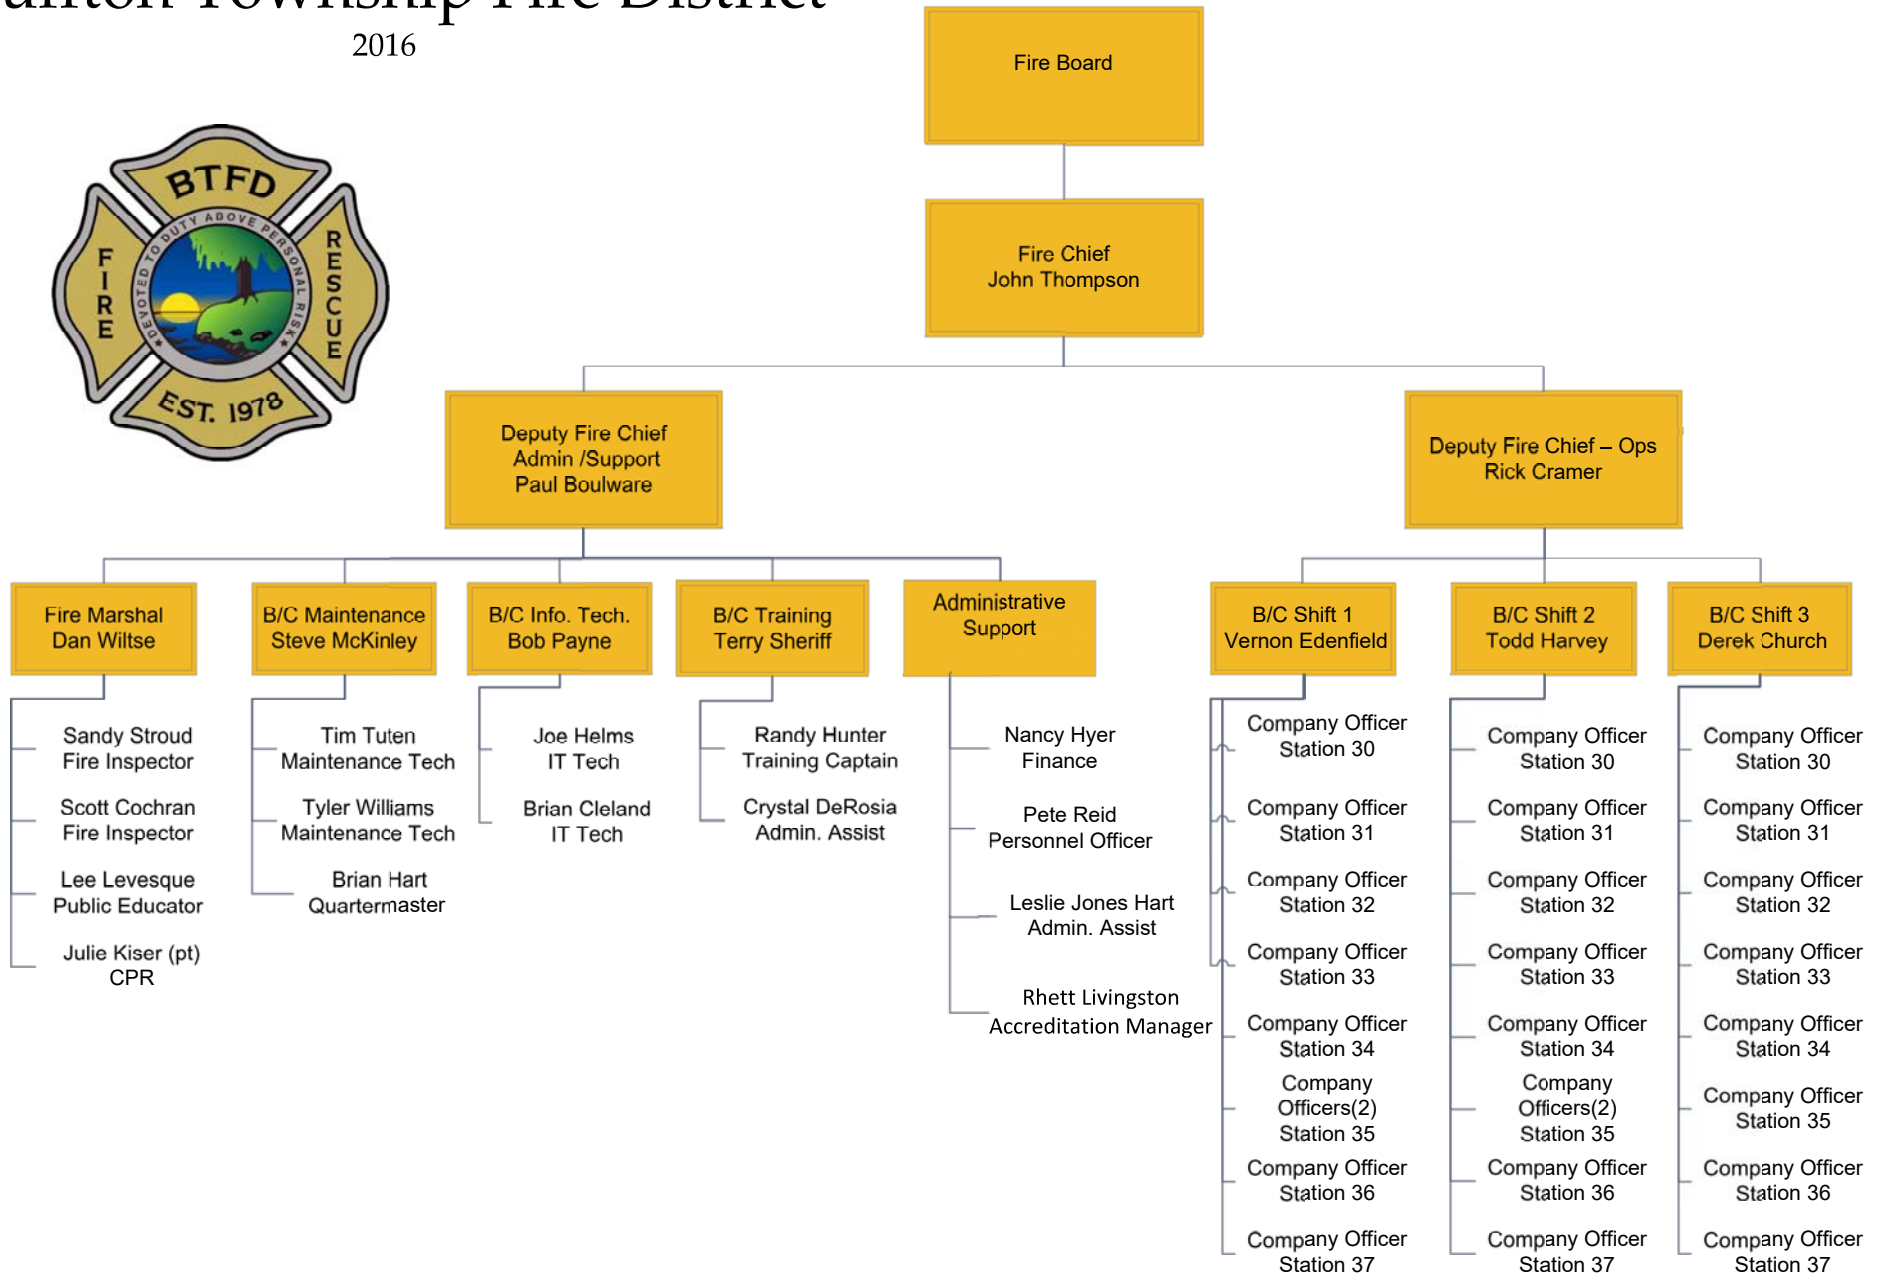 Township Fire District
2016
BTFD
FIRE
RESCUE
DEVOTED TO DUTY ABOVE PERSONAL RISK
EST. 1978
Fire Board
Fire Chief
John Thompson
Deputy Fire Chief
Admin /Support
Paul Boulware
Deputy Fire Chief – Ops
Rick Cramer
Fire Marshal
Dan Wiltse
Sandy Stroud
Fire Inspector
Scott Cochran
Fire Inspector
Lee Levesque
Public Educator
Julie Kiser (pt)
CPR
B/C Maintenance
Steve McKinley
Tim Tuten
Maintenance Tech
Tyler Williams
Maintenance Tech
Brian Hart
Quartermaster
B/C Info. Tech.
Bob Payne
Joe Helms
IT Tech
Brian Cleland
IT Tech
B/C Training
Terry Sheriff
Randy Hunter
Training Captain
Crystal DeRosia
Admin. Assist
Administrative
Support
Nancy Hyer
Finance
Pete Reid
Personnel Officer
Leslie Jones Hart
Admin. Assist
Rhett Livingston
Accreditation Manager
B/C Shift 1
Vernon Edenfield
Company Officer
Station 30
Company Officer
Station 31
Company Officer
Station 32
Company Officer
Station 33
Company Officer
Station 34
Company
Officers(2)
Station 35
Company Officer
Station 36
Company Officer
Station 37
B/C Shift 2
Todd Harvey
Company Officer
Station 30
Company Officer
Station 31
Company Officer
Station 32
Company Officer
Station 33
Company Officer
Station 34
Company
Officers(2)
Station 35
Company Officer
Station 36
Company Officer
Station 37
B/C Shift 3
Derek Church
Company Officer
Station 30
Company Officer
Station 31
Company Officer
Station 32
Company Officer
Station 33
Company Officer
Station 34
Company Officer
Station 35
Company Officer
Station 36
Company Officer
Station 37